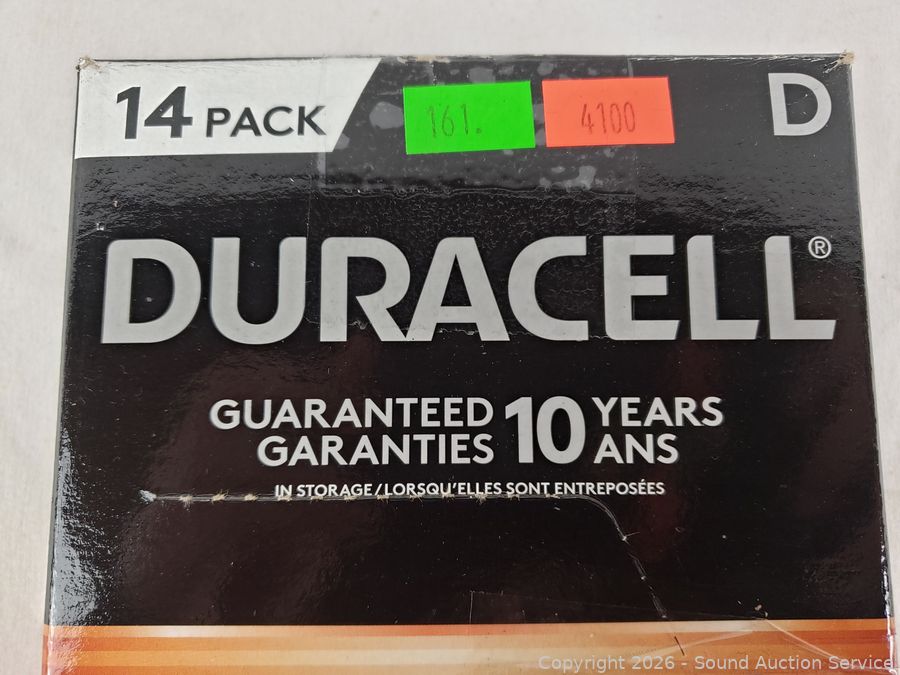 14 PACK
161.
4100
D
DURACELL®
GUARANTEED 10 YEARS
GARANTIES ANS
IN STORAGE/LORSQU'ELLES SONT ENTREPOSÉES
Copyright 2026 - Sound Auction Service